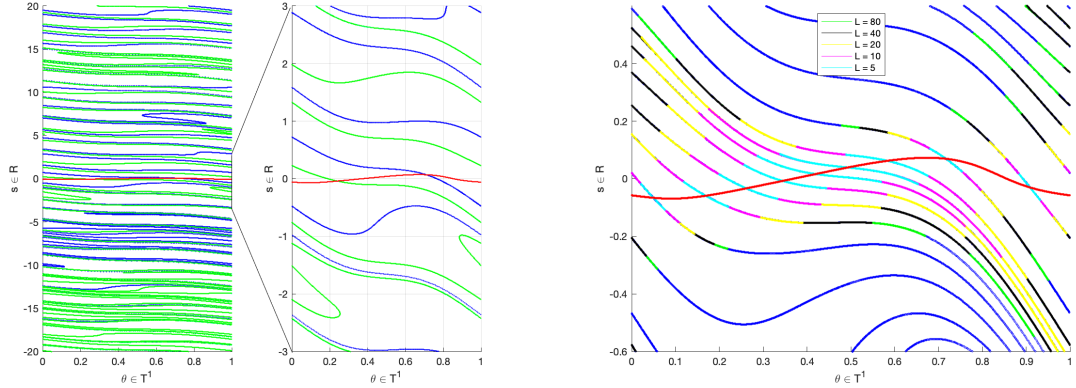 20
15
10
5
0
-5
-10
-15
-20
s ∈ R
0 0.2 0.4 0.6 0.8 1
θ ∈ T¹
3
2
1
0
-1
-2
-3
s ∈ R
0 0.2 0.4 0.6 0.8 1
θ ∈ T¹
L = 80
L = 40
L = 20
L = 10
L = 5
0.4
0.2
0
-0.2
-0.4
-0.6
s ∈ R
0 0.1 0.2 0.3 0.4 0.5 0.6 0.7 0.8 0.9 1
θ ∈ T¹